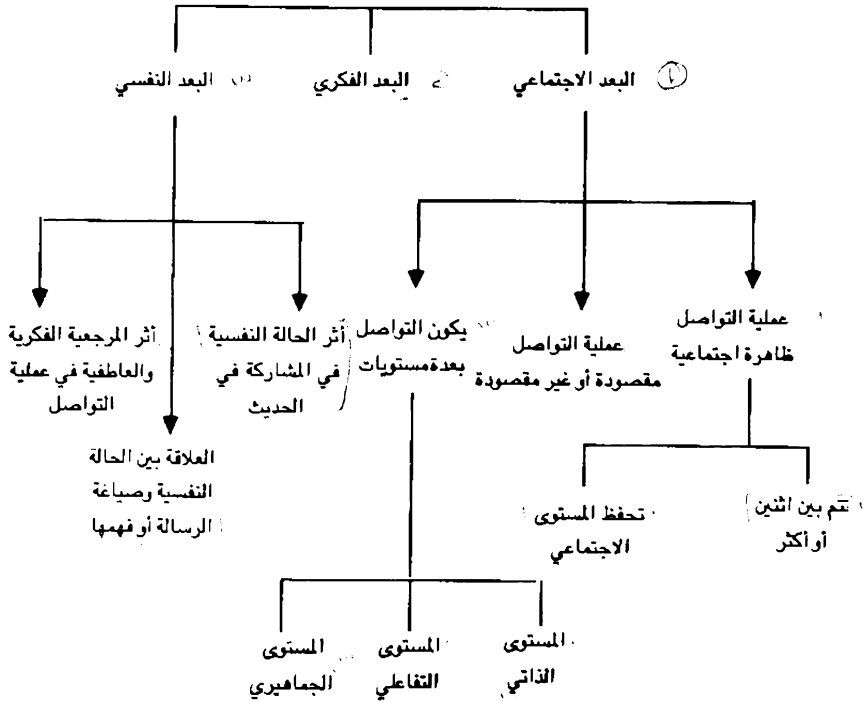 البعد الاجتماعي
البعد الفكري
البعد النفسي
عملية التواصل
ظاهرة اجتماعية
عملية التواصل
مقصودة أو غير مقصودة
يكون التواصل
بعدة مستويات
أثر الحالة النفسية
في المشاركة في
الحديث
أثر المرجعية الفكرية
والعاطفية في عملية
التواصل
العلاقة بين الحالة
النفسية وصياغة
الرسالة أو فهمها
تتم بين اثنين
أو أكثر
تحفظ المستوى
الاجتماعي
المستوى
الذاتي
المستوى
التفاعلي
المستوى
الجماهيري